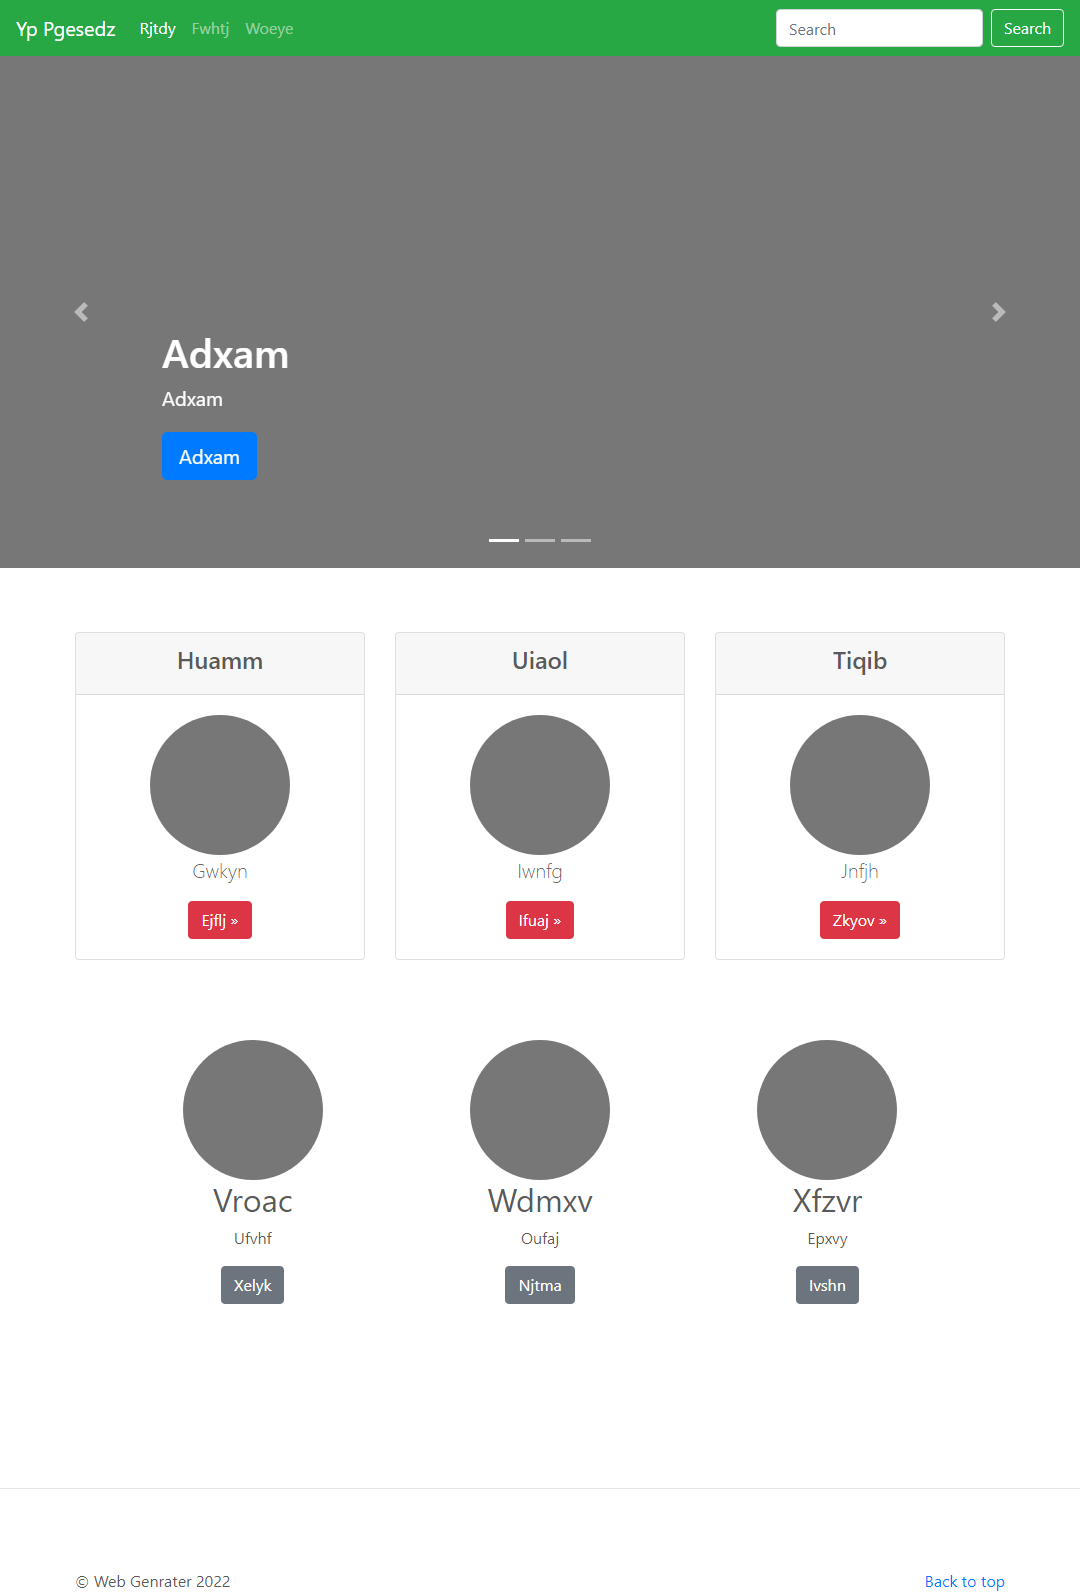 Yp Pgesedz Rjtdy Fwhtj Woeye Search Search
Adxam
Adxam
Adxam
Huamm Uiaol Tiqib
Gwkyn Iwnfg Jnfjh
Ejflj » Ifuaj » Zkyov »
Vroac Wdmxv Xfzvr
Ufvhf Oufaj Epxvy
Xelyk Njtma Ivshn
© Web Genrater 2022 Back to top